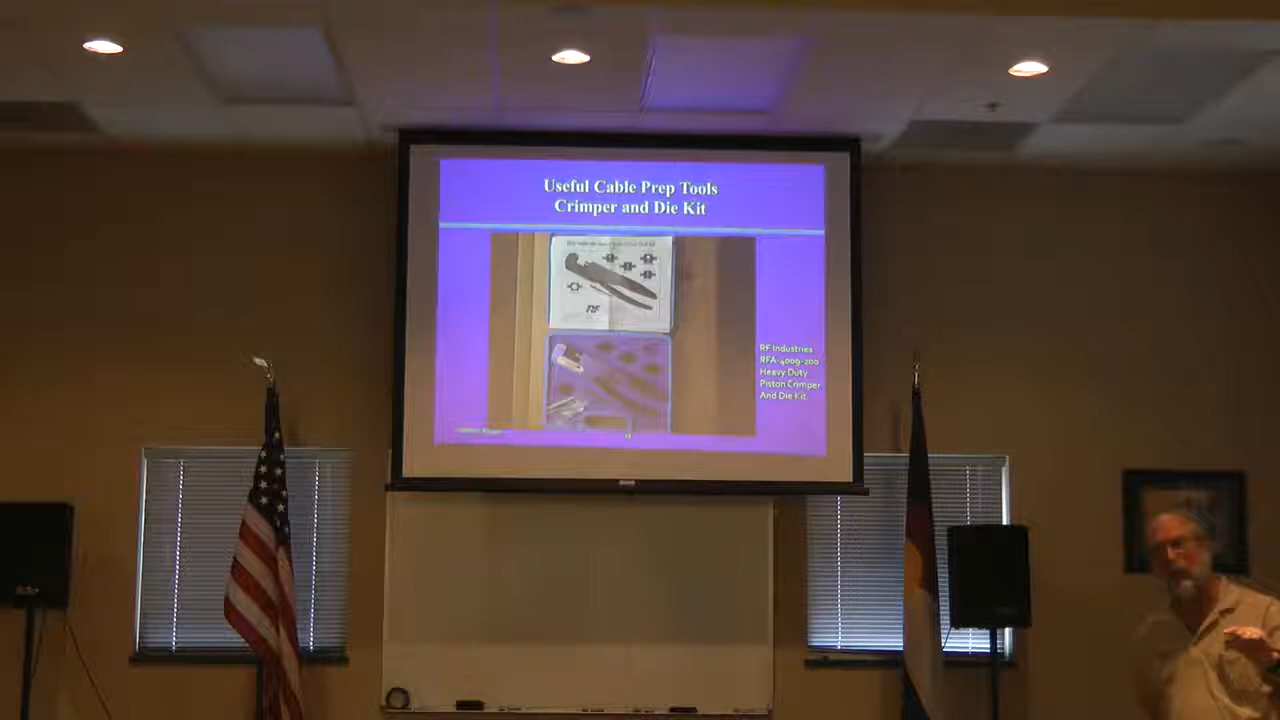 Useful Cable Prep Tools
Crimper and Die Kit
RF
RF Industries
RFA-4009-200
Heavy Duty
Piston Crimper
And Die Kit.